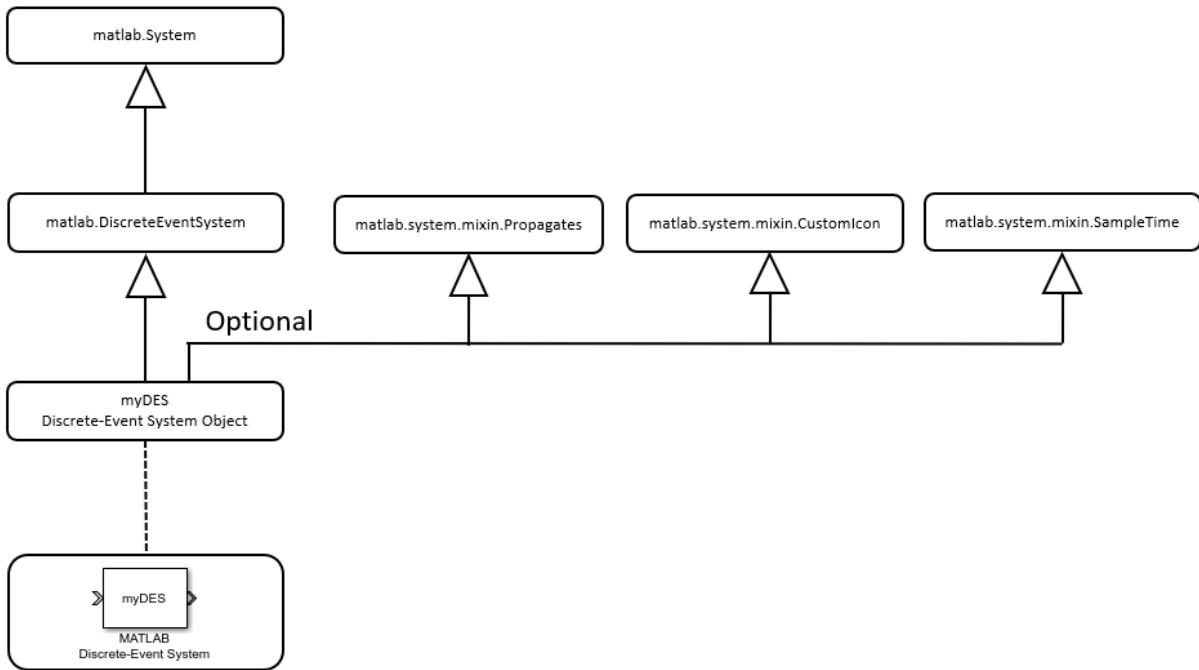 matlab.System
matlab.DiscreteEventSystem
matlab.system.mixin.Propagates
matlab.system.mixin.CustomIcon
matlab.system.mixin.SampleTime
Optional
myDES
Discrete-Event System Object
myDES
MATLAB
Discrete-Event System